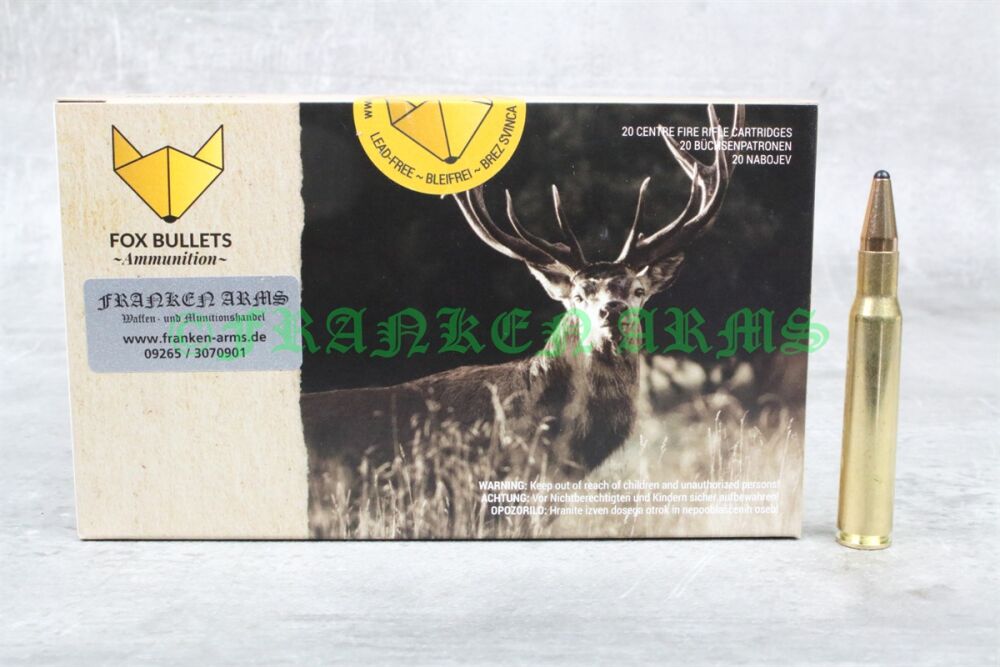 WWW
LEAD-FREE ~ BLEIFREI ~ BREZ SVINCA
20 CENTRE FIRE RIFLE CARTRIDGES
20 BÜCHSENPATRONEN
20 NABOJEV
FOX BULLETS
~Ammunition~
FRANKEN ARMS
Waffen- und Munitionshandel
www.franken-arms.de
09265 / 3070901
©FRANKEN ARMS
WARNING: Keep out of reach of children and unauthorized persons!
ACHTUNG: Vor Nichtberechtigten und Kindern sicher aufbewahren!
OPOZORILO: Hranite izven dosega otrok in nepooblaščenih oseb!